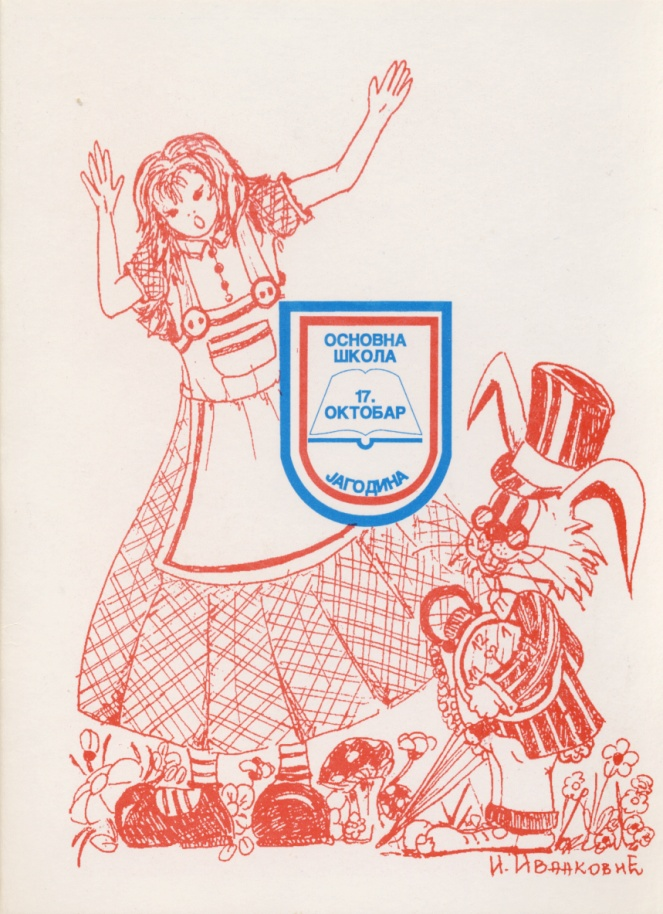 ОСНОВНА
ШКОЛА
17.
ОКТОБАР
ЈАГОДИНА
И.